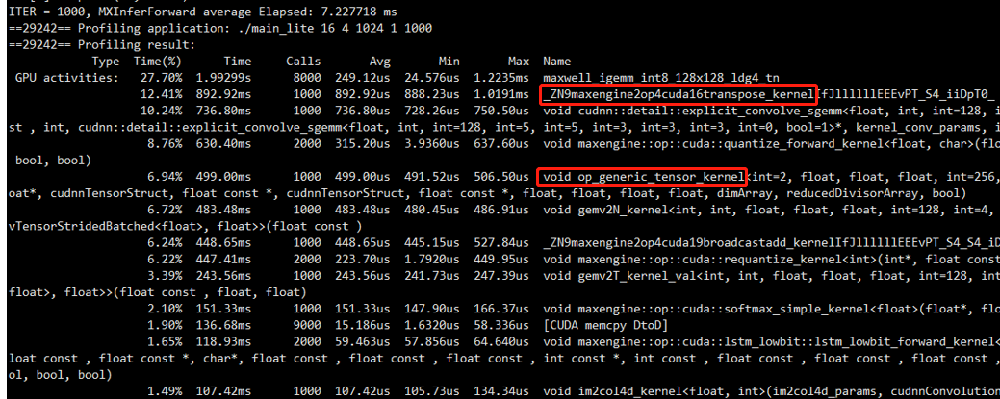 ITER = 1000, MXInferForward average Elapsed: 7.227718 ms
==29242== Profiling application: ./main_lite 16 4 1024 1 1000
==29242== Profiling result:
Type Time(%) Time Calls Avg Min Max Name
GPU activities: 27.70% 1.99299s 8000 249.12us 24.576us 1.2235ms maxwell_igemm_int8_128x128_ldg4_tn
12.41% 892.92ms 1000 892.92us 888.23us 1.0191ms _ZN9maxengine2op4cuda16transpose_kernelIfJllllllEEEvPT_S4_iiDpT0_
10.24% 736.80ms 1000 736.80us 728.26us 750.50us void cudnn::detail::explicit_convolve_sgemm<float, int, int=128, i
st , int, cudnn::detail::explicit_convolve_sgemm<float, int, int=128, int=5, int=5, int=3, int=3, int=3, int=0, bool=1>*, kernel_conv_params, i
8.76% 630.40ms 2000 315.20us 3.9360us 637.60us void maxengine::op::cuda::quantize_forward_kernel<float, char>(flo
bool, bool)
6.94% 499.00ms 1000 499.00us 491.52us 506.50us void op_generic_tensor_kernel<int=2, float, float, float, int=256,
oat*, cudnnTensorStruct, float const *, cudnnTensorStruct, float const *, float, float, float, float, dimArray, reducedDivisorArray, bool)
6.72% 483.48ms 1000 483.48us 480.45us 486.91us void gemv2N_kernel<int, int, float, float, float, int=128, int=4,
vTensorStridedBatched<float>, float>>(float const )
6.24% 448.65ms 1000 448.65us 445.15us 527.84us _ZN9maxengine2op4cuda19broadcastadd_kernelIfJllllllEEEvPT_S4_S4_iD
6.22% 447.41ms 2000 223.70us 1.7920us 449.95us void maxengine::op::cuda::requantize_kernel<int>(int*, float const
3.39% 243.56ms 1000 243.56us 241.73us 247.39us void gemv2T_kernel_val<int, int, float, float, float, int=128, int
float>, float>>(float const , float, float)
2.10% 151.33ms 1000 151.33us 147.90us 166.37us void maxengine::op::cuda::softmax_simple_kernel<float>(float*, flo
1.90% 136.68ms 9000 15.186us 1.6320us 58.336us [CUDA memcpy DtoD]
1.65% 118.93ms 2000 59.463us 57.856us 64.640us void maxengine::op::cuda::lstm_lowbit::lstm_lowbit_forward_kernel<
loat const , float const *, char*, float const , float const , float const , int const *, int const , float const , float const , float const ,
ol, bool, bool)
1.49% 107.42ms 1000 107.42us 105.73us 134.34us void im2col4d_kernel<float, int>(im2col4d_params, cudnnConvolution